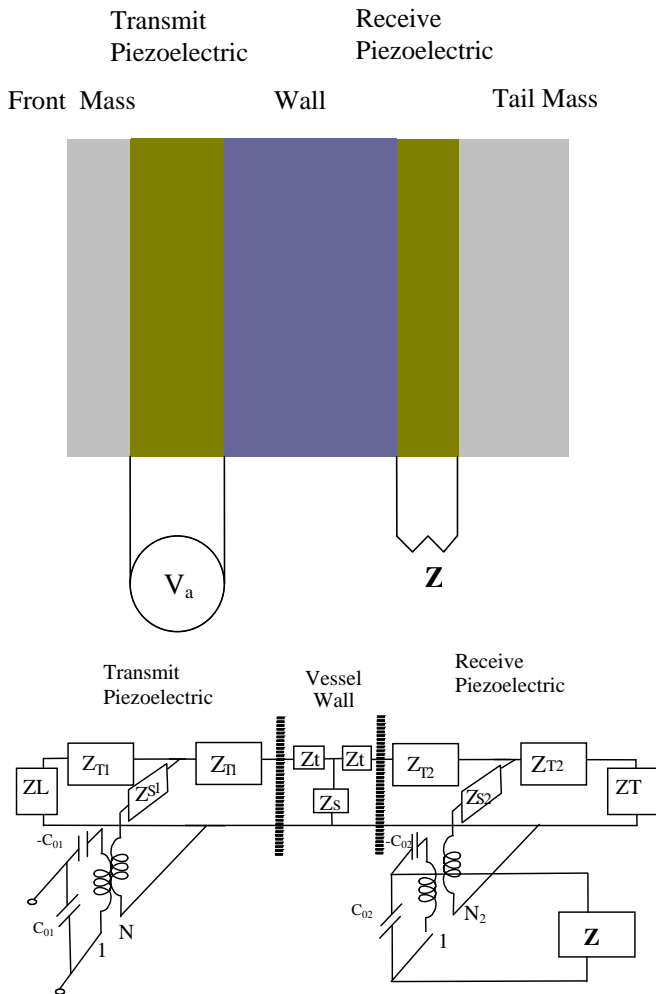 Transmit
Piezoelectric
Receive
Piezoelectric
Front Mass
Wall
Tail Mass
Va
Z
Transmit
Piezoelectric
Vessel
Wall
Receive
Piezoelectric
ZL
ZT1
ZS1
ZT1
Zt
Zt
Zs
ZT2
ZS2
ZT2
ZT
-C01
C01
N
1
-C02
C02
N2
1
Z